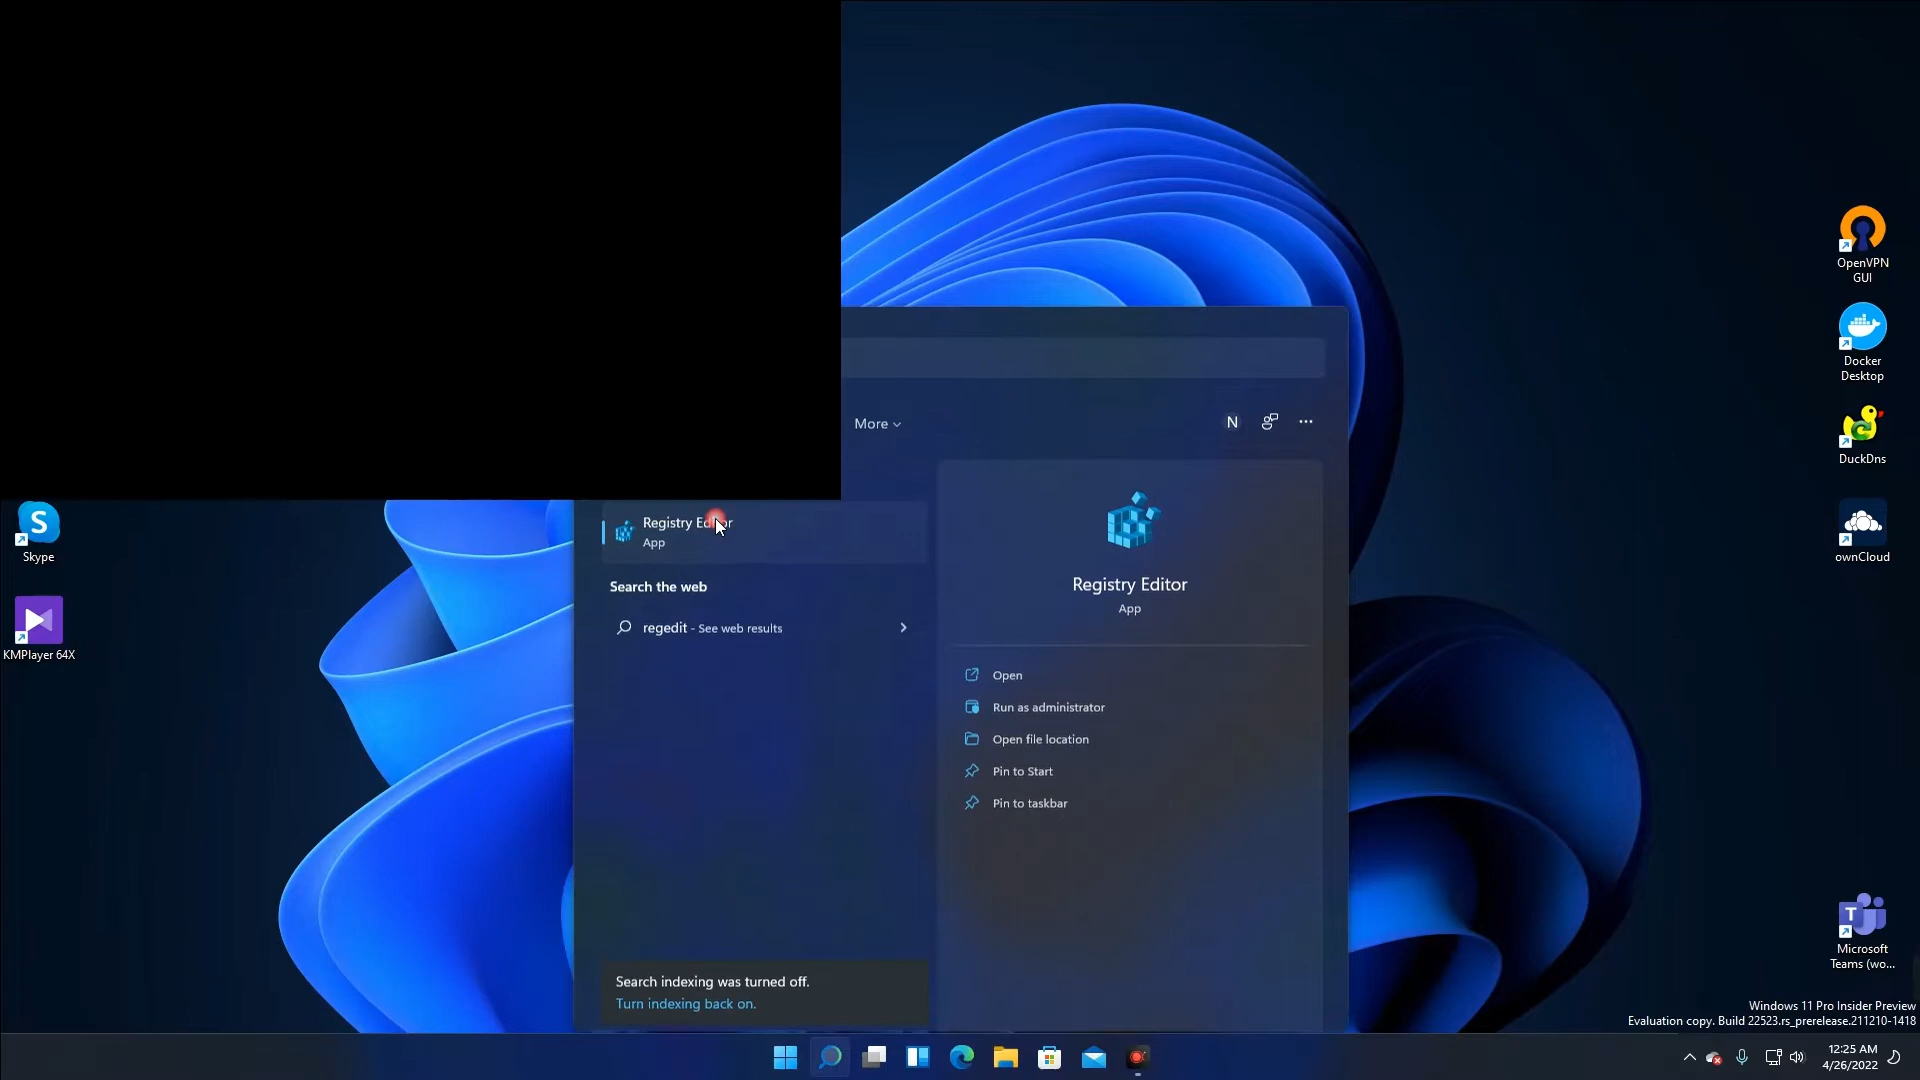 More
N
Registry Editor
App
Search the web
regedit - See web results
Registry Editor
App
Open
Run as administrator
Open file location
Pin to Start
Pin to taskbar
Search indexing was turned off.
Turn indexing back on.
S
Skype
KMPlayer 64X
OpenVPN
GUI
Docker
Desktop
DuckDns
ownCloud
T
Microsoft
Teams (wo...
Windows 11 Pro Insider Preview
Evaluation copy. Build 22523.rs_prerelease.211210-1418
12:25 AM
4/26/2022